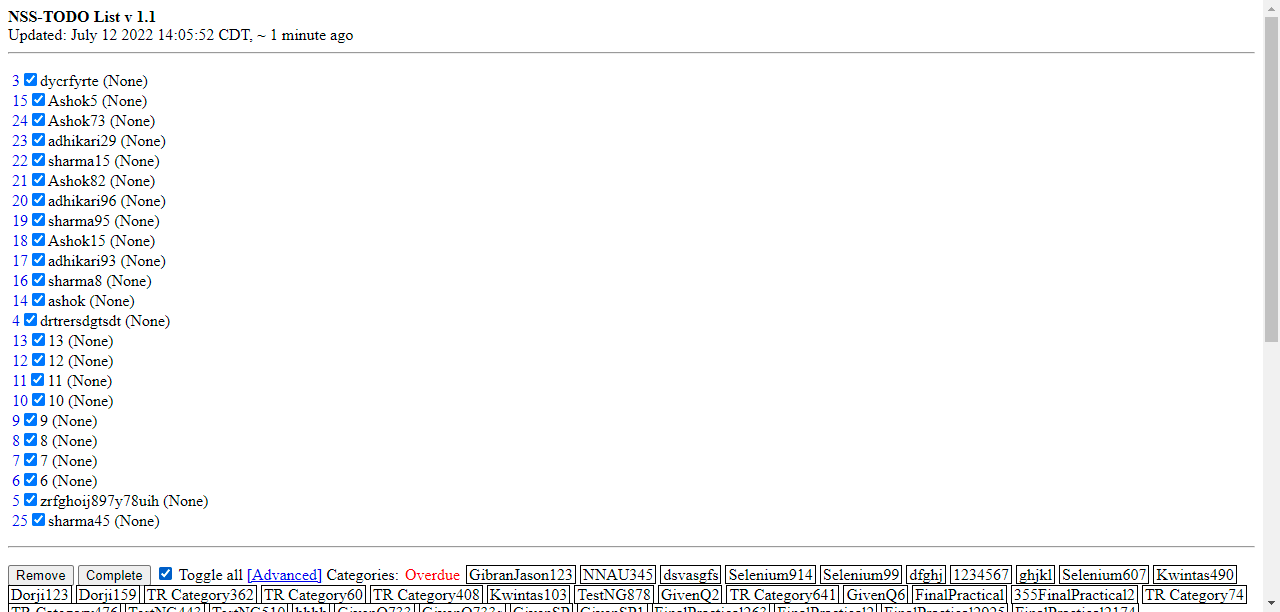 NSS-TODO List v 1.1
Updated: July 12 2022 14:05:52 CDT, ~ 1 minute ago
3 dycrfyrte (None)
15 Ashok5 (None)
24 Ashok73 (None)
23 adhikari29 (None)
22 sharma15 (None)
21 Ashok82 (None)
20 adhikari96 (None)
19 sharma95 (None)
18 Ashok15 (None)
17 adhikari93 (None)
16 sharma8 (None)
14 ashok (None)
4 drtrersdgtsdt (None)
13 13 (None)
12 12 (None)
11 11 (None)
10 10 (None)
9 9 (None)
8 8 (None)
7 7 (None)
6 6 (None)
5 zrfghoij897y78uih (None)
25 sharma45 (None)
Remove Complete Toggle all [Advanced] Categories: Overdue GibranJason123 NNAU345 dsvasgfs Selenium914 Selenium99 dfghj 1234567 ghjkl Selenium607 Kwintas490
Dorji123 Dorji159 TR Category362 TR Category60 TR Category408 Kwintas103 TestNG878 GivenQ2 TR Category641 GivenQ6 FinalPractical 355FinalPractical2 TR Category74